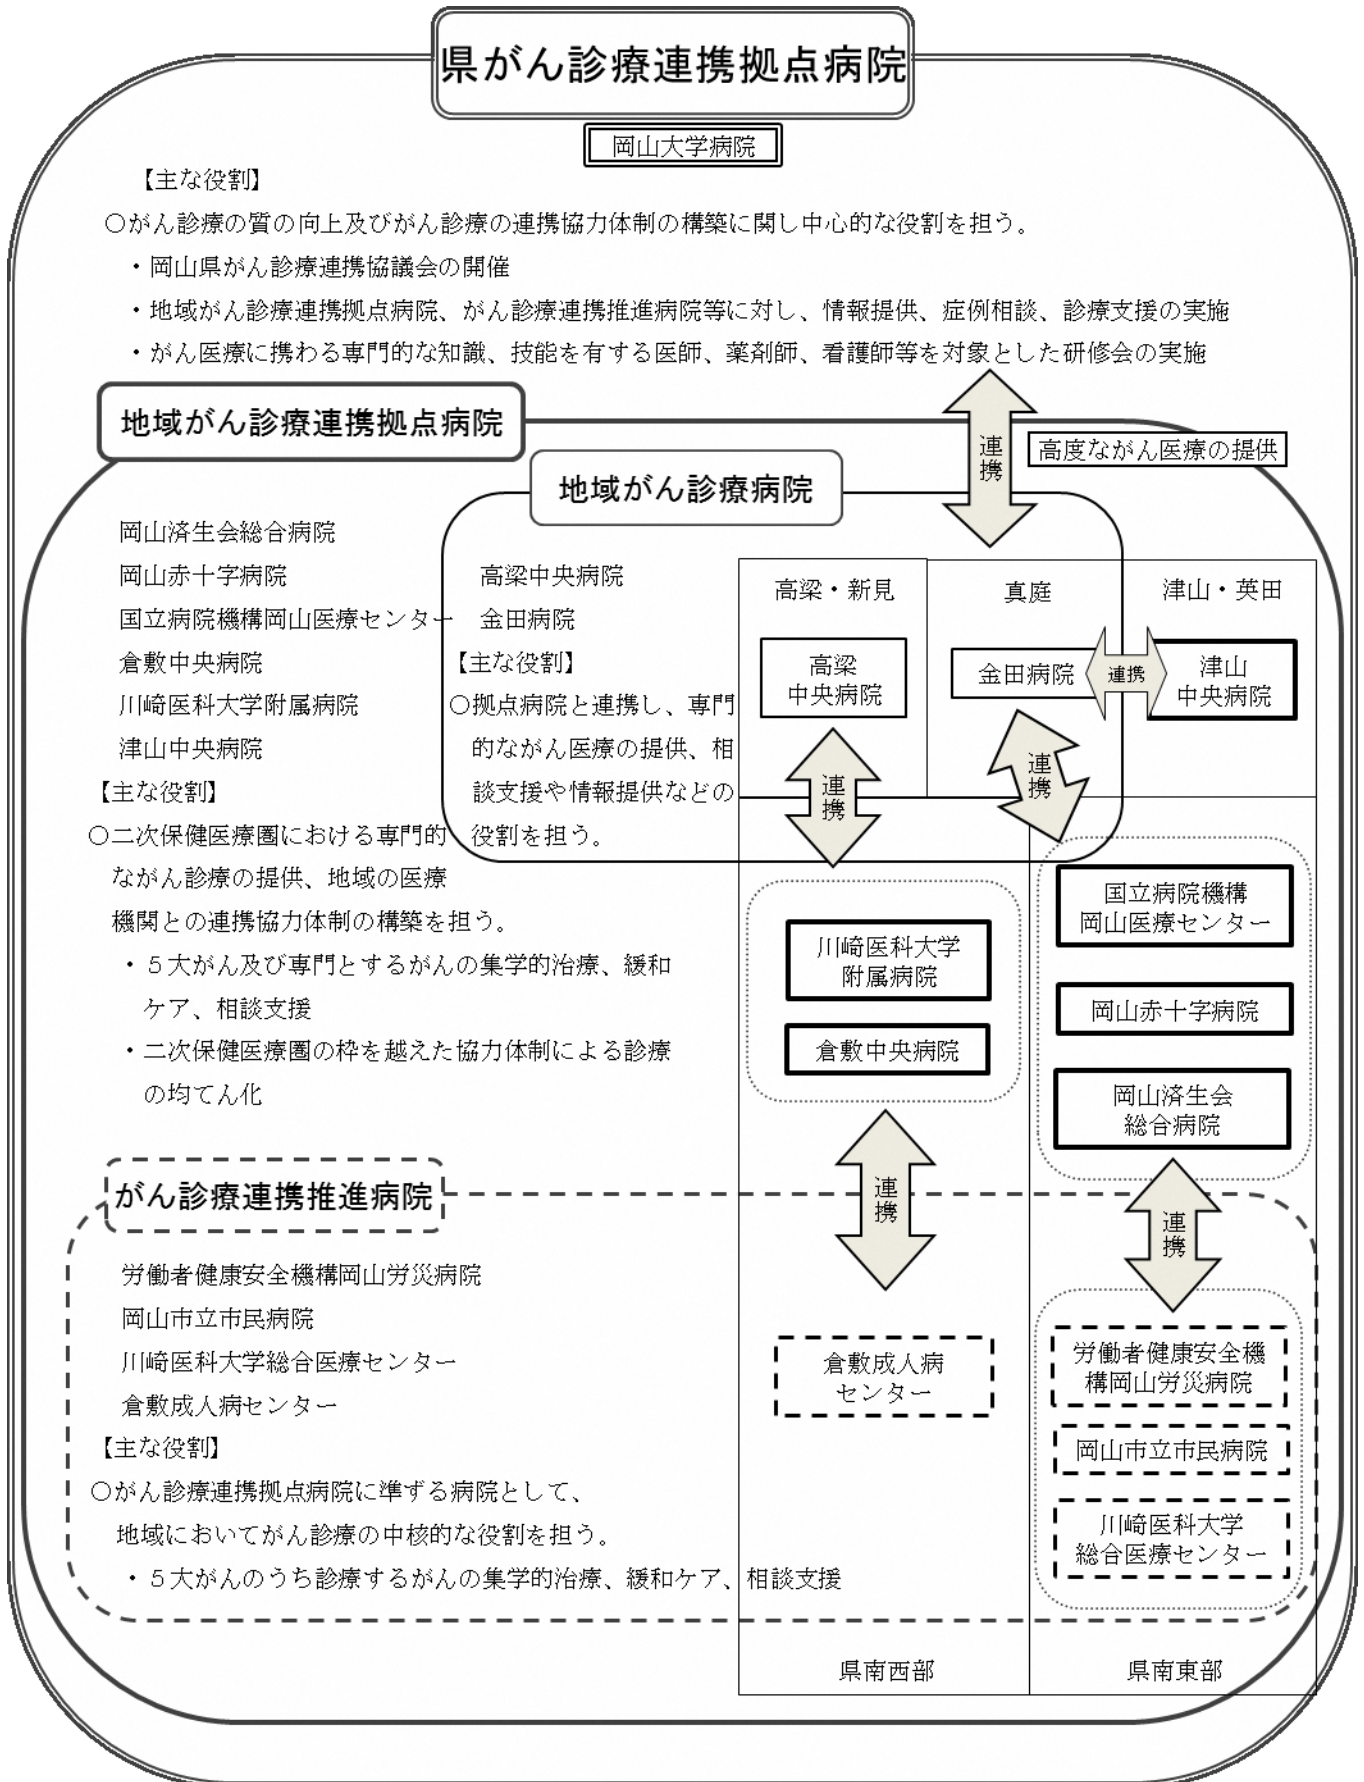 県がん診療連携拠点病院
岡山大学病院
【主な役割】
○がん診療の質の向上及びがん診療の連携協力体制の構築に関し中心的な役割を担う。
・岡山県がん診療連携協議会の開催
・地域がん診療連携拠点病院、がん診療連携推進病院等に対し、情報提供、症例相談、診療支援の実施
・がん医療に携わる専門的な知識、技能を有する医師、薬剤師、看護師等を対象とした研修会の実施
連携
高度ながん医療の提供
地域がん診療連携拠点病院
岡山済生会総合病院
岡山赤十字病院
国立病院機構岡山医療センター
倉敷中央病院
川崎医科大学附属病院
津山中央病院
【主な役割】
○二次保健医療圏における専門的
ながん診療の提供、地域の医療
機関との連携協力体制の構築を担う。
・５大がん及び専門とするがんの集学的治療、緩和
ケア、相談支援
・二次保健医療圏の枠を越えた協力体制による診療
の均てん化
地域がん診療病院
高梁中央病院
金田病院
【主な役割】
○拠点病院と連携し、専門
的ながん医療の提供、相
談支援や情報提供などの
役割を担う。
高梁・新見
真庭
津山・英田
高梁
中央病院
金田病院
連携
津山
中央病院
連携
連携
川崎医科大学
附属病院
倉敷中央病院
国立病院機構
岡山医療センター
岡山赤十字病院
岡山済生会
総合病院
連携
連携
がん診療連携推進病院
労働者健康安全機構岡山労災病院
岡山市立市民病院
川崎医科大学総合医療センター
倉敷成人病センター
【主な役割】
○がん診療連携拠点病院に準ずる病院として、
地域においてがん診療の中核的な役割を担う。
・５大がんのうち診療するがんの集学的治療、緩和ケア、相談支援
倉敷成人病
センター
労働者健康安全機
構岡山労災病院
岡山市立市民病院
川崎医科大学
総合医療センター
県南西部
県南東部